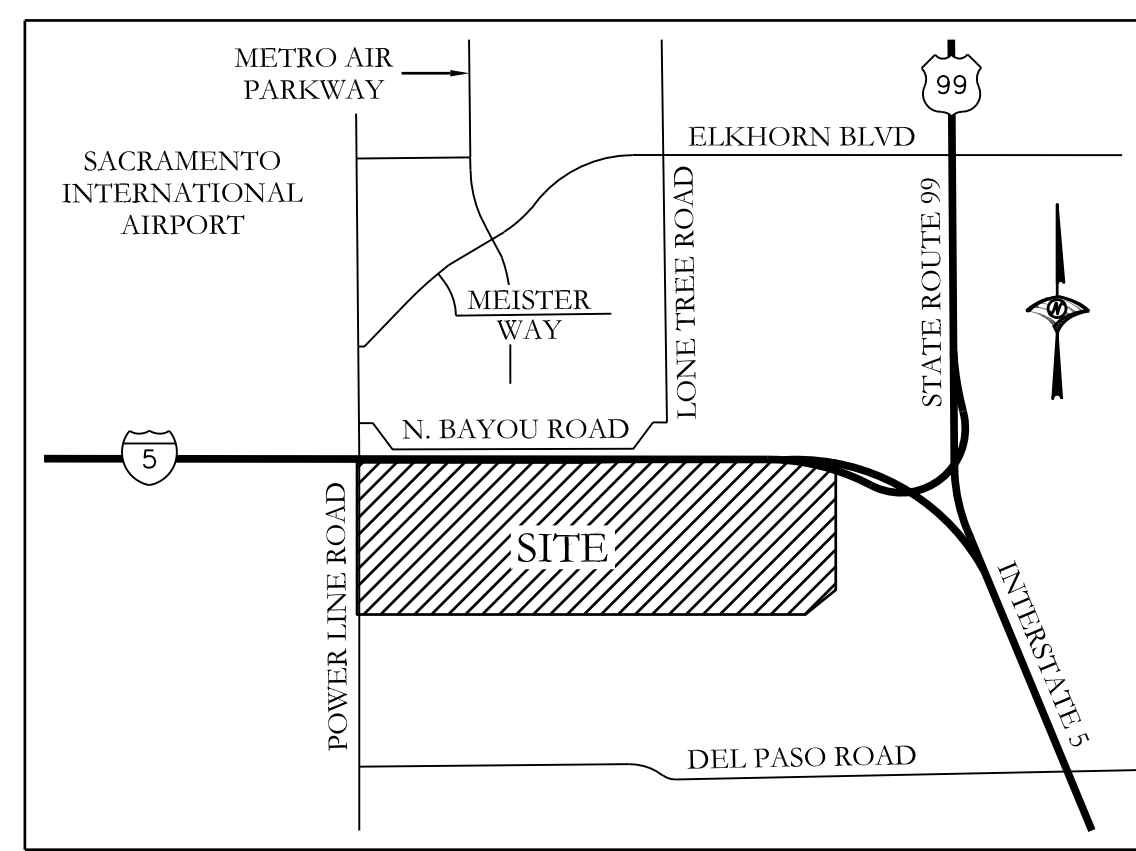 METRO AIR
PARKWAY
99
ELKHORN BLVD
SACRAMENTO
INTERNATIONAL
AIRPORT
LONE TREE ROAD
STATE ROUTE 99
N
MEISTER
WAY
N. BAYOU ROAD
5
SITE
POWER LINE ROAD
INTERSTATE 5
DEL PASO ROAD